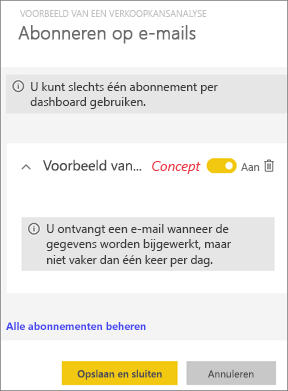 VOORBEELD VAN EEN VERKOOPKANSANALYSE
Abonneren op e-mails
U kunt slechts één abonnement per
dashboard gebruiken.
Voorbeeld van... Concept Aan
U ontvangt een e-mail wanneer de
gegevens worden bijgewerkt, maar
niet vaker dan één keer per dag.
Alle abonnementen beheren
Opslaan en sluiten Annuleren